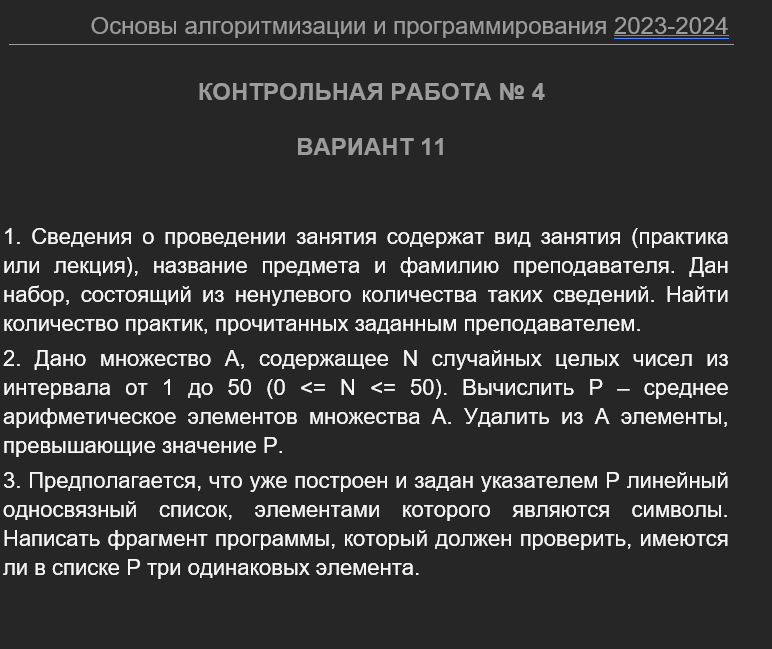 Основы алгоритмизации и программирования 2023-2024
КОНТРОЛЬНАЯ РАБОТА № 4
ВАРИАНТ 11
1. Сведения о проведении занятия содержат вид занятия (практика
или лекция), название предмета и фамилию преподавателя. Дан
набор, состоящий из ненулевого количества таких сведений. Найти
количество практик, прочитанных заданным преподавателем.
2. Дано множество А, содержащее N случайных целых чисел из
интервала от 1 до 50 (0 <= N <= 50). Вычислить Р – среднее
арифметическое элементов множества А. Удалить из А элементы,
превышающие значение Р.
3. Предполагается, что уже построен и задан указателем Р линейный
односвязный список, элементами которого являются символы.
Написать фрагмент программы, который должен проверить, имеются
ли в списке Р три одинаковых элемента.